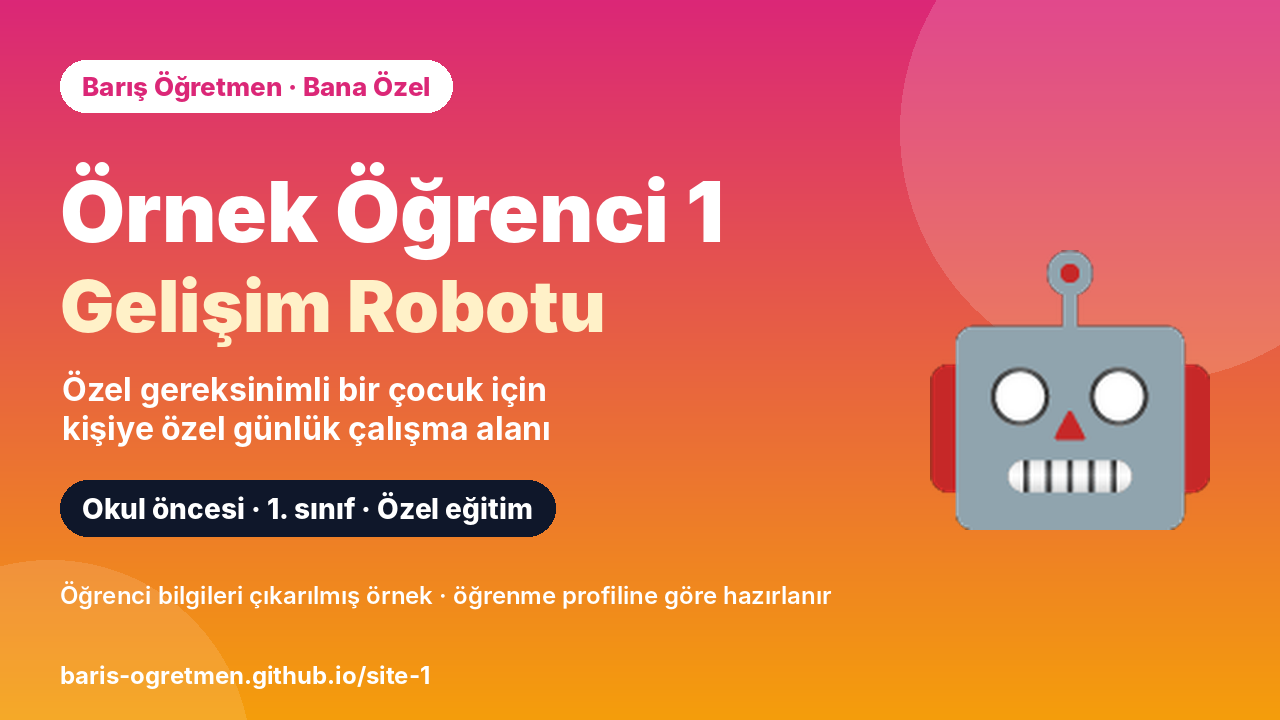 Barış Öğretmen · Bana Özel
Örnek Öğrenci 1
Gelişim Robotu
Özel gereksinimli bir çocuk için
kişiye özel günlük çalışma alanı
Okul öncesi · 1. sınıf · Özel eğitim
Öğrenci bilgileri çıkarılmış örnek · öğrenme profiline göre hazırlanır
baris-ogretmen.github.io/site-1